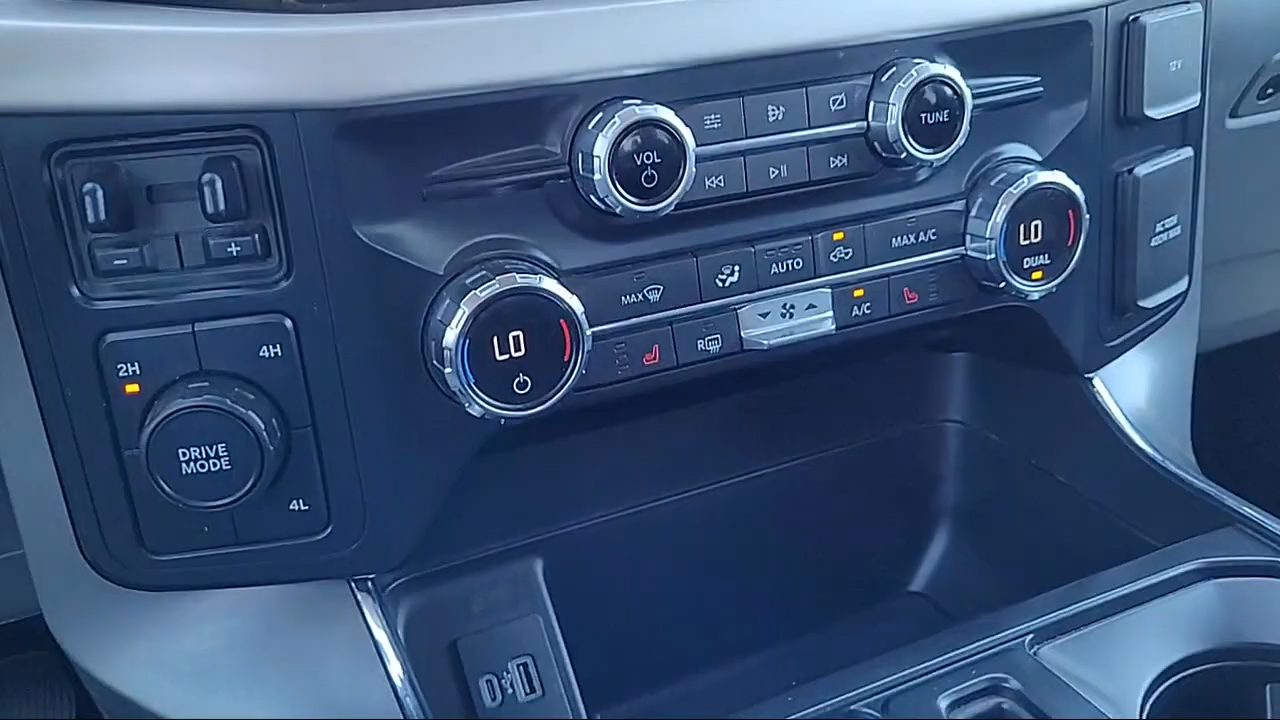 12V
TUNE
VOL
LO
DUAL
MAX A/C
AUTO
MAX
A/C
R
LO
2H
4H
DRIVE
MODE
4L